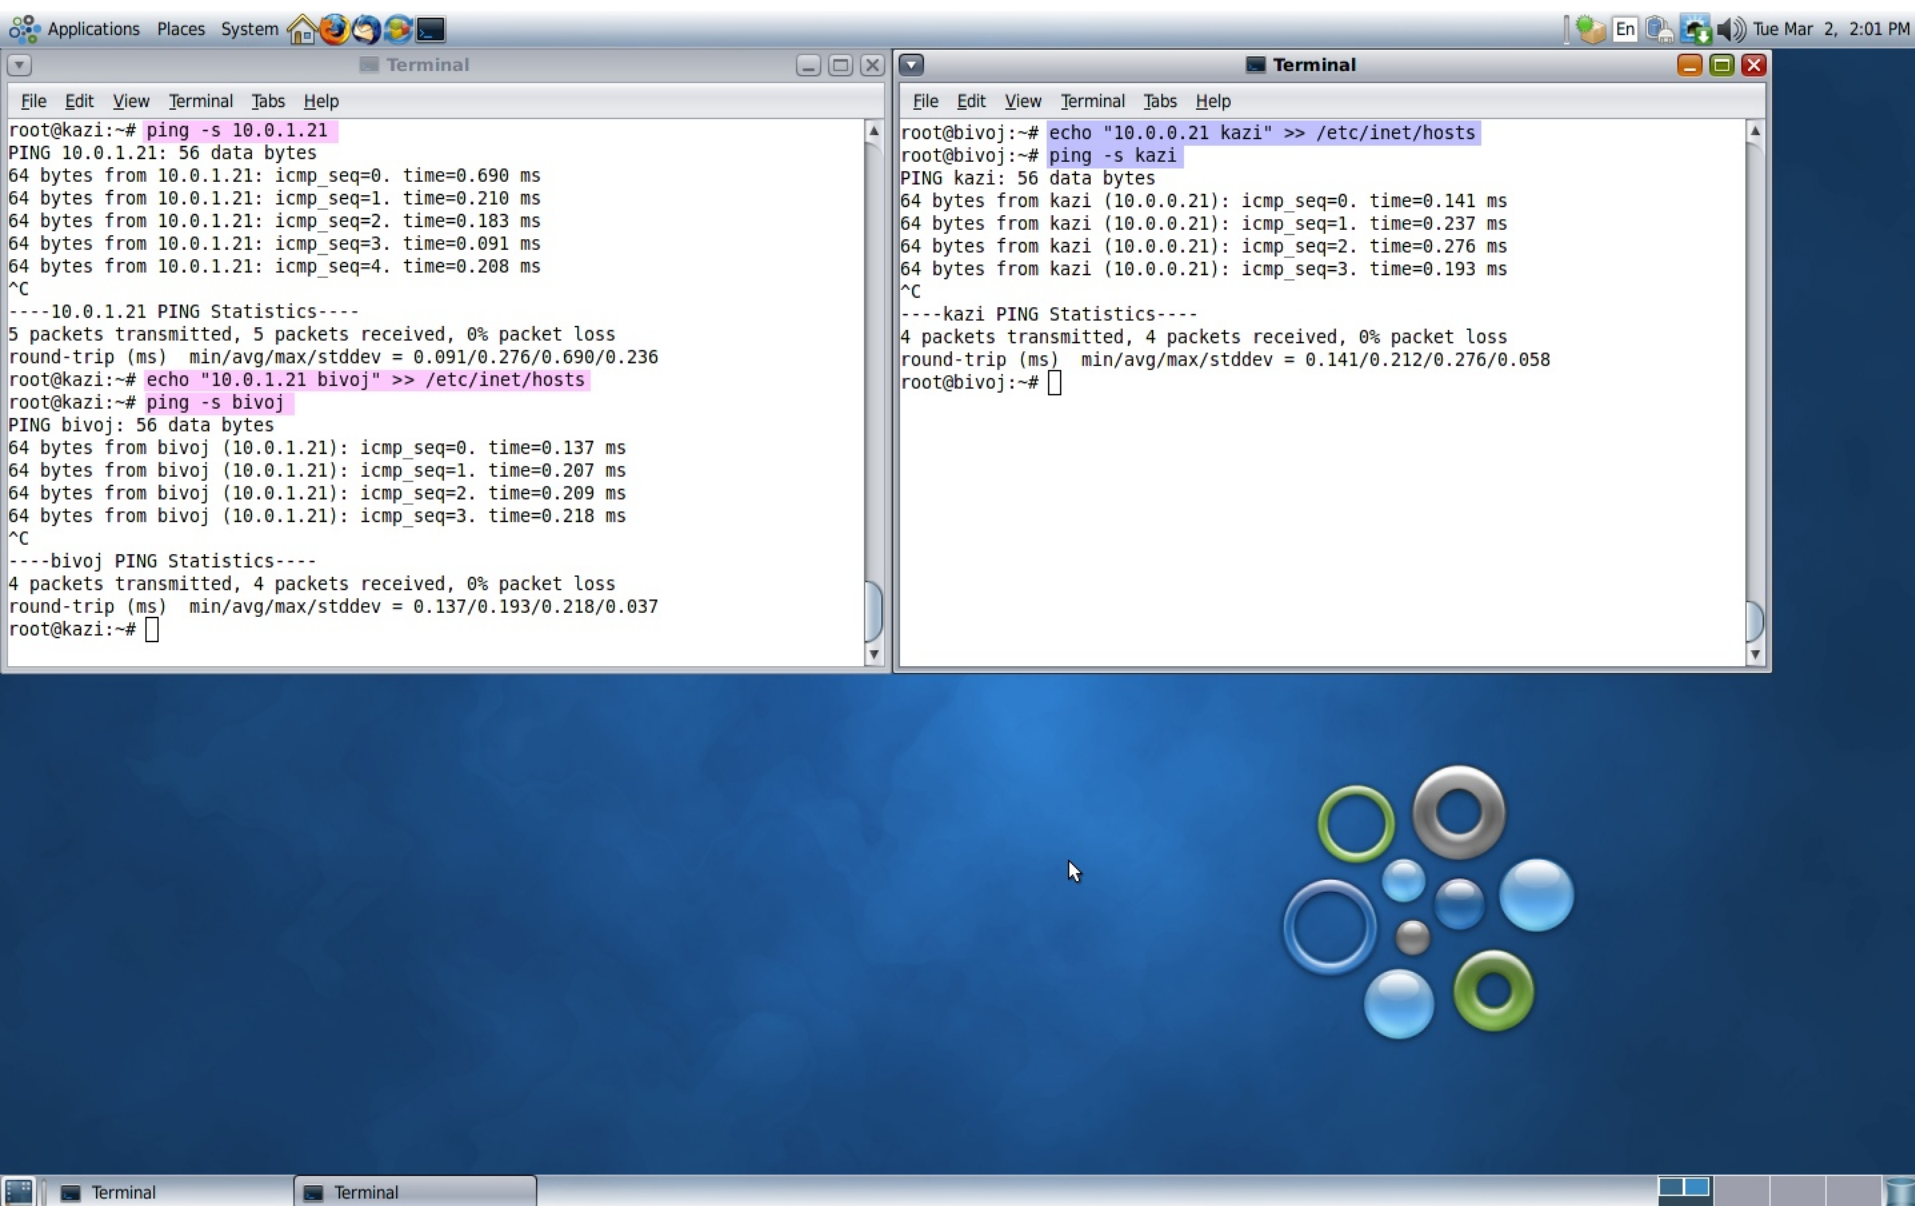 Applications Places System
En
Tue Mar 2, 2:01 PM
Terminal
File Edit View Terminal Tabs Help
root@kazi:~# ping -s 10.0.1.21
PING 10.0.1.21: 56 data bytes
64 bytes from 10.0.1.21: icmp_seq=0. time=0.690 ms
64 bytes from 10.0.1.21: icmp_seq=1. time=0.210 ms
64 bytes from 10.0.1.21: icmp_seq=2. time=0.183 ms
64 bytes from 10.0.1.21: icmp_seq=3. time=0.091 ms
64 bytes from 10.0.1.21: icmp_seq=4. time=0.208 ms
^C
----10.0.1.21 PING Statistics----
5 packets transmitted, 5 packets received, 0% packet loss
round-trip (ms)  min/avg/max/stddev = 0.091/0.276/0.690/0.236
root@kazi:~# echo "10.0.1.21 bivoj" >> /etc/inet/hosts
root@kazi:~# ping -s bivoj
PING bivoj: 56 data bytes
64 bytes from bivoj (10.0.1.21): icmp_seq=0. time=0.137 ms
64 bytes from bivoj (10.0.1.21): icmp_seq=1. time=0.207 ms
64 bytes from bivoj (10.0.1.21): icmp_seq=2. time=0.209 ms
64 bytes from bivoj (10.0.1.21): icmp_seq=3. time=0.218 ms
^C
----bivoj PING Statistics----
4 packets transmitted, 4 packets received, 0% packet loss
round-trip (ms)  min/avg/max/stddev = 0.137/0.193/0.218/0.037
root@kazi:~#
Terminal
File Edit View Terminal Tabs Help
root@bivoj:~# echo "10.0.0.21 kazi" >> /etc/inet/hosts
root@bivoj:~# ping -s kazi
PING kazi: 56 data bytes
64 bytes from kazi (10.0.0.21): icmp_seq=0. time=0.141 ms
64 bytes from kazi (10.0.0.21): icmp_seq=1. time=0.237 ms
64 bytes from kazi (10.0.0.21): icmp_seq=2. time=0.276 ms
64 bytes from kazi (10.0.0.21): icmp_seq=3. time=0.193 ms
^C
----kazi PING Statistics----
4 packets transmitted, 4 packets received, 0% packet loss
round-trip (ms)  min/avg/max/stddev = 0.141/0.212/0.276/0.058
root@bivoj:~#
Terminal
Terminal